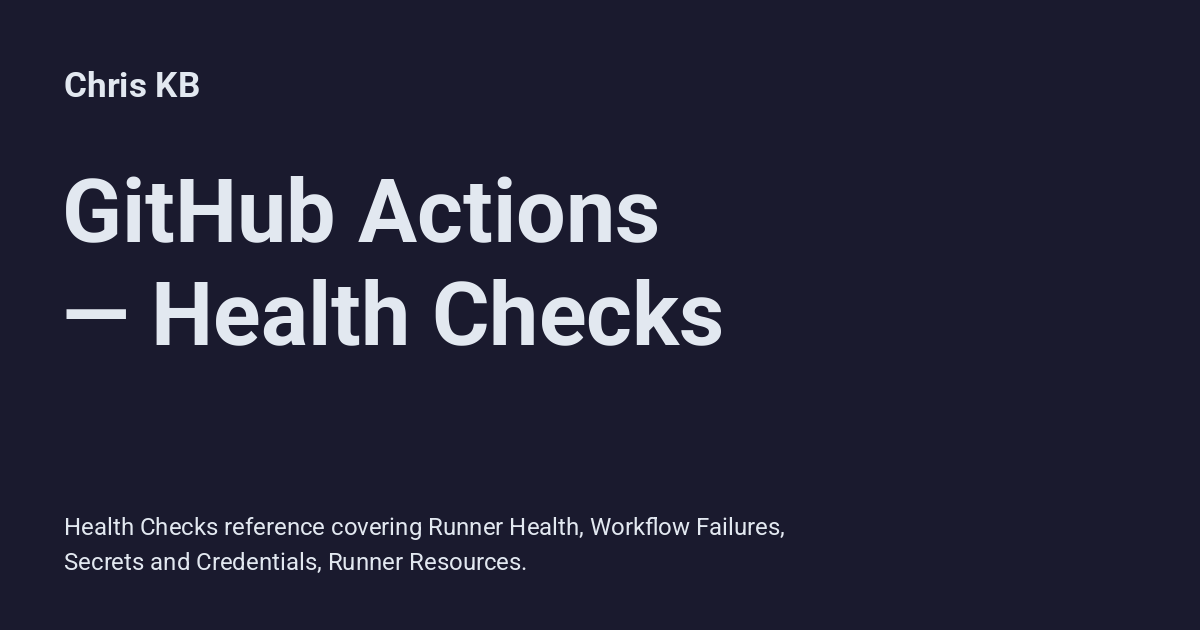 Chris KB
GitHub Actions
— Health Checks
Health Checks reference covering Runner Health, Workflow Failures,
Secrets and Credentials, Runner Resources.